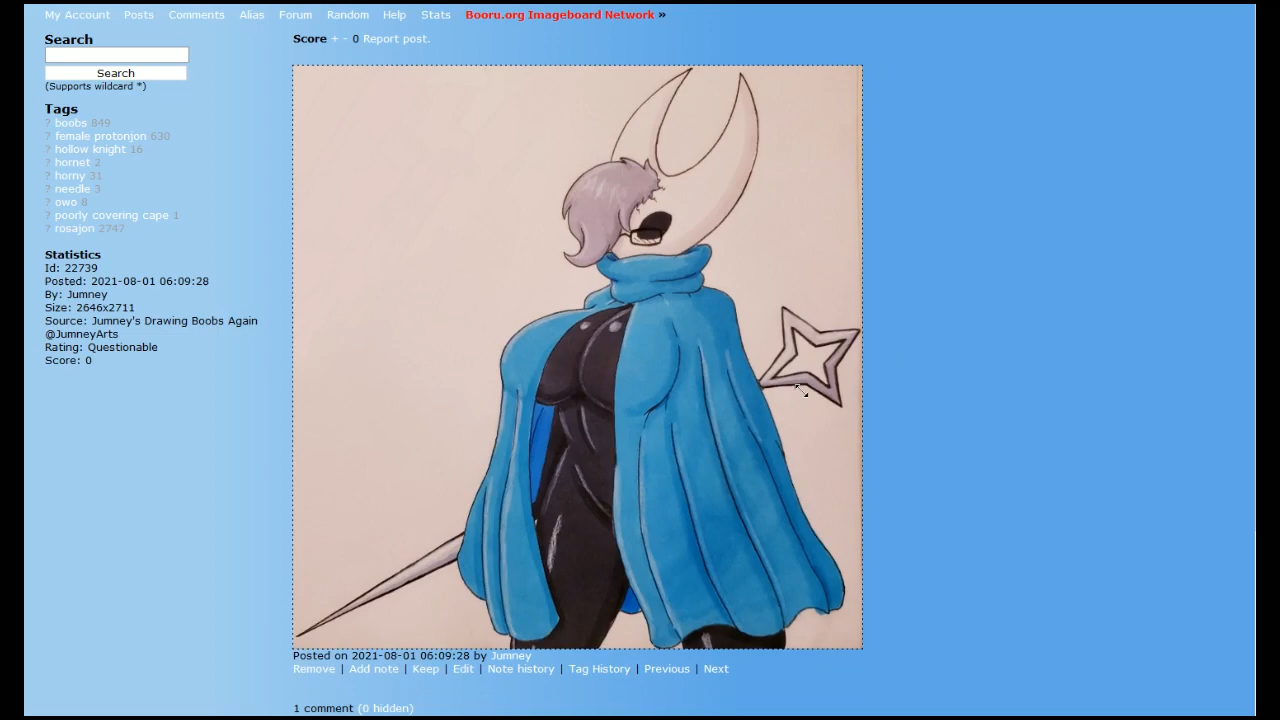 My Account Posts Comments Alias Forum Random Help Stats Booru.org Imageboard Network »
Search
Search
(Supports wildcard *)
Tags
? boobs 849
? female protonjon 630
? hollow knight 16
? hornet 2
? horny 31
? needle 3
? owo 8
? poorly covering cape 1
? rosajon 2747
Statistics
Id: 22739
Posted: 2021-08-01 06:09:28
By: Jumney
Size: 2646x2711
Source: Jumney's Drawing Boobs Again
@JumneyArts
Rating: Questionable
Score: 0
Score + - 0 Report post.
Posted on 2021-08-01 06:09:28 by Jumney
Remove | Add note | Keep | Edit | Note history | Tag History | Previous | Next
1 comment (0 hidden)